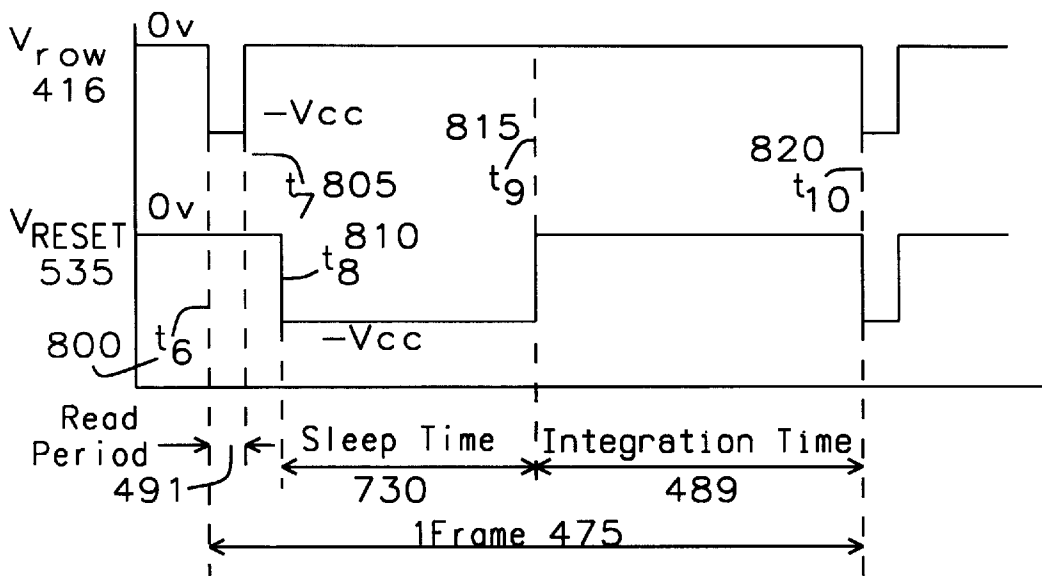 0v
Vrow
416
-Vcc
815
t9
820
t10
t7 805
0v
VRESET
535
810
t8
800
t6
-Vcc
Read
Period
491
Sleep Time
730
Integration Time
489
1Frame 475